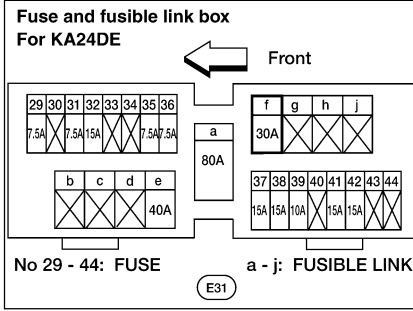 Fuse and fusible link box
For KA24DE
Front
29 30 31 32 33 34 35 36
7.5A 7.5A 15A 7.5A 7.5A
a
80A
f g h j
30A
b c d e
40A
37 38 39 40 41 42 43 44
15A 15A 10A 15A 15A
No 29 - 44: FUSE
a - j: FUSIBLE LINK
E31